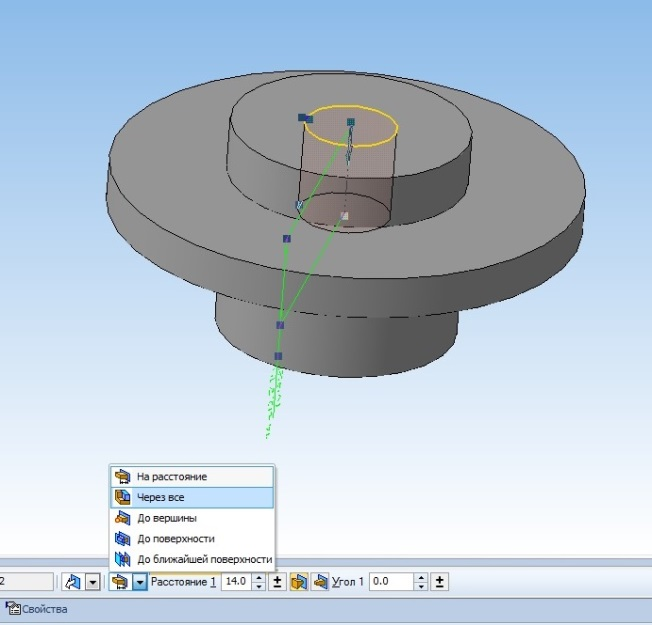 На расстояние
Через все
До вершины
До поверхности
До ближайшей поверхности
2 Расстояние 1 14.0 Угол 1 0.0
Свойства